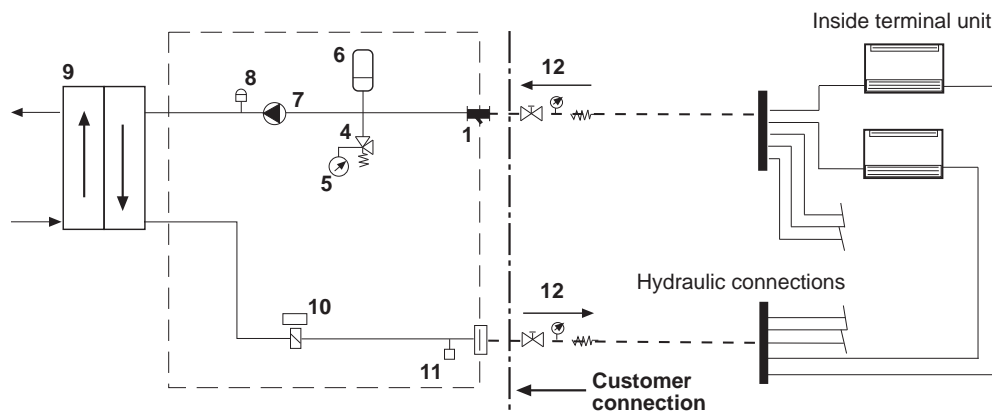 Inside terminal unit
6
12
9
8
7
4
1
5
Hydraulic connections
12
10
11
Customer
connection